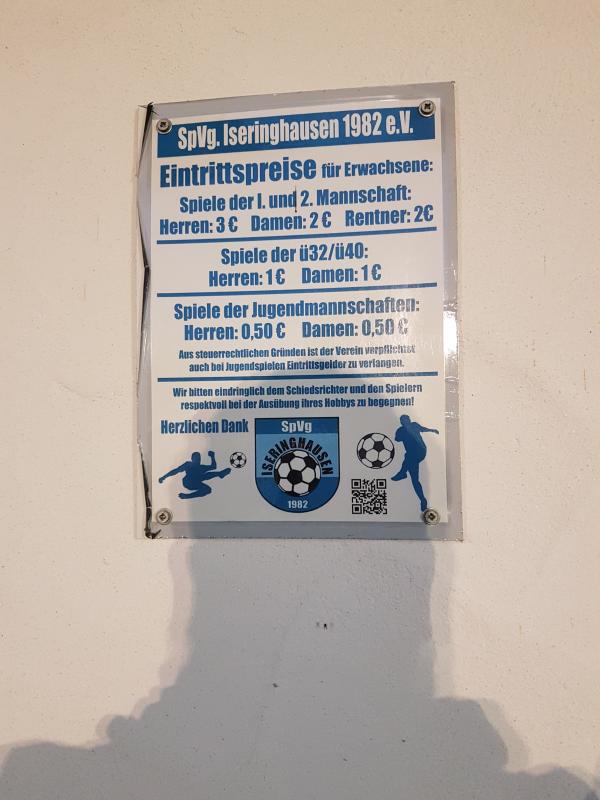 SpVg. Iseringhausen 1982 e.V.
Eintrittspreise für Erwachsene:
Spiele der I. und 2. Mannschaft:
Herren: 3 € Damen: 2 € Rentner: 2€
Spiele der ü32/ü40:
Herren: 1 € Damen: 1 €
Spiele der Jugendmannschaften:
Herren: 0,50 € Damen: 0,50 €
Aus steuerrechtlichen Gründen ist der Verein verpflichtet
auch bei Jugendspielen Eintrittsgelder zu verlangen.
Wir bitten eindringlich dem Schiedsrichter und den Spielern
respektvoll bei der Ausübung ihres Hobbys zu begegnen!
Herzlichen Dank
SpVg
ISERINGHAUSEN
1982